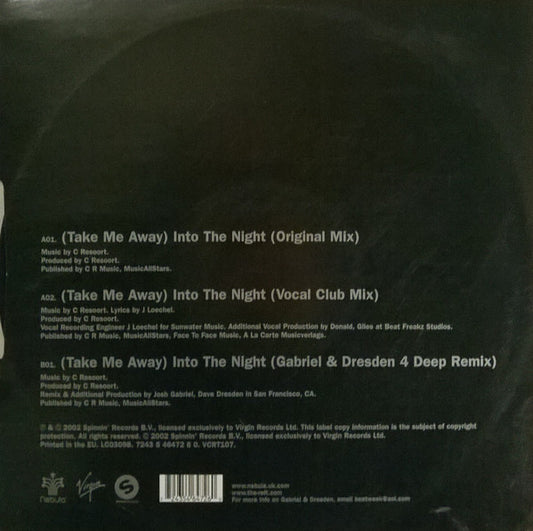 A01. (Take Me Away) Into The Night (Original Mix)
Music by C Resoort.
Produced by C Resoort.
Published by C R Music, MusicAllStars.
A02. (Take Me Away) Into The Night (Vocal Club Mix)
Music by C Resoort. Lyrics by J Loechel.
Produced by C Resoort.
Vocal Recording Engineer J Loechel for Sunwater Music. Additional Vocal Production by Donald, Giles at Beat Freakz Studios.
Published by C R Music, MusicAllStars, Face To Face Music, A La Carte Musicverlags.
B01. (Take Me Away) Into The Night (Gabriel & Dresden 4 Deep Remix)
Music by C Resoort.
Produced by C Resoort.
Remix & Additional Production by Josh Gabriel, Dave Dresden in San Francisco, CA.
Published by C R Music, MusicAllStars.
℗ & © 2002 Spinnin' Records B.V., licensed exclusively to Virgin Records Ltd. This label copy information is the subject of copyright
protection. All rights reserved. © 2002 Spinnin' Records B.V., licensed exclusively to Virgin Records Ltd.
Printed in the EU. LC03098. 7243 5 46472 6 0. VCRT107.
nebula
Virgin
www.nebula.uk.com
www.the-raft.com
For more info on Gabriel & Dresden, email